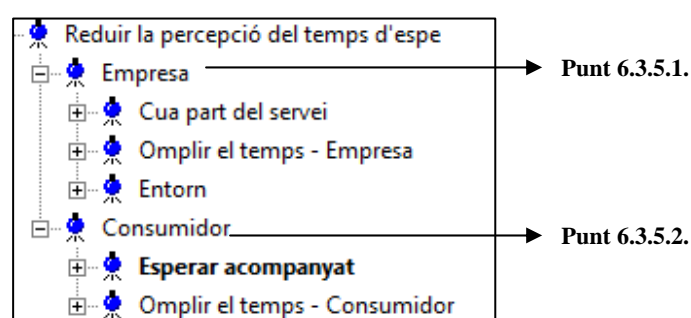 Reduir la percepció del temps d'espe
Empresa Punt 6.3.5.1.
Cua part del servei
Omplir el temps - Empresa
Entorn
Consumidor Punt 6.3.5.2.
Esperar acompanyat
Omplir el temps - Consumidor